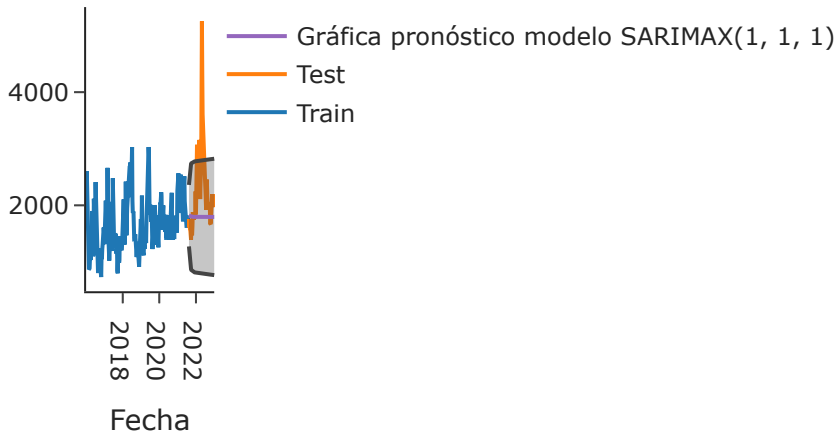 Gráfica pronóstico modelo SARIMAX(1, 1, 1)
Test
Train
4000
2000
2018
2020
2022
Fecha